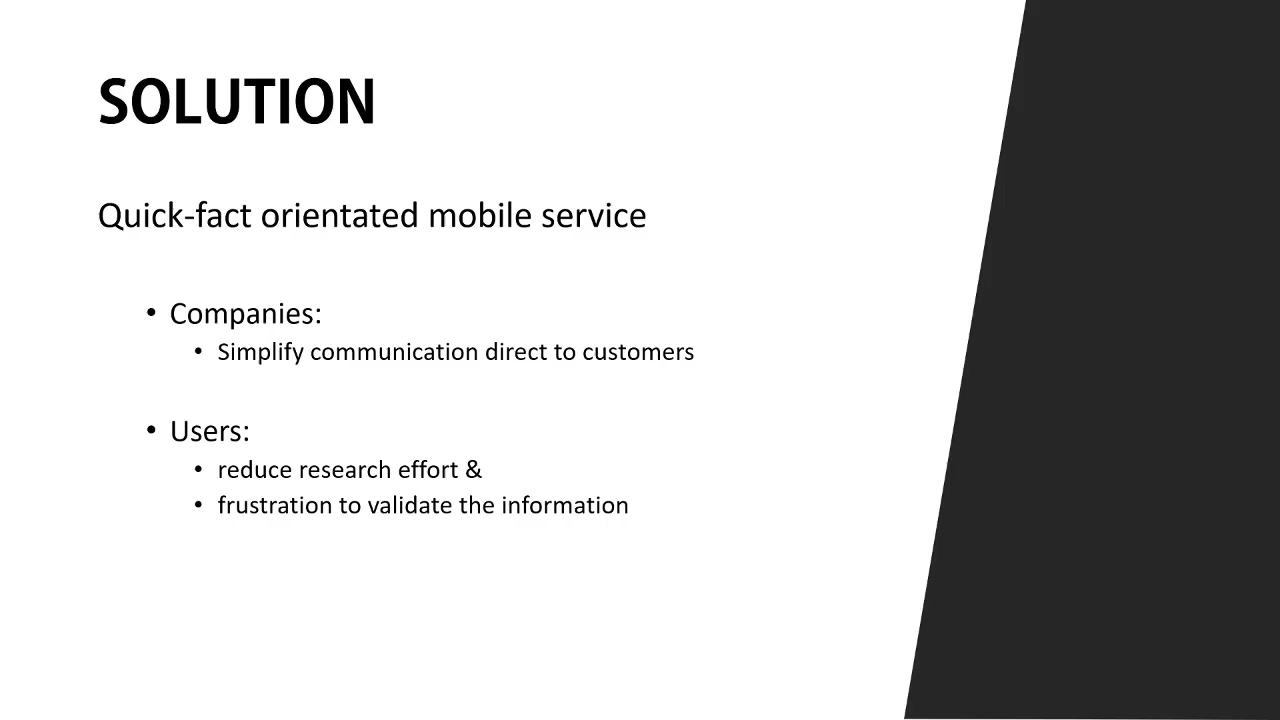 SOLUTION
Quick-fact orientated mobile service
• Companies:
• Simplify communication direct to customers
• Users:
• reduce research effort &
• frustration to validate the information